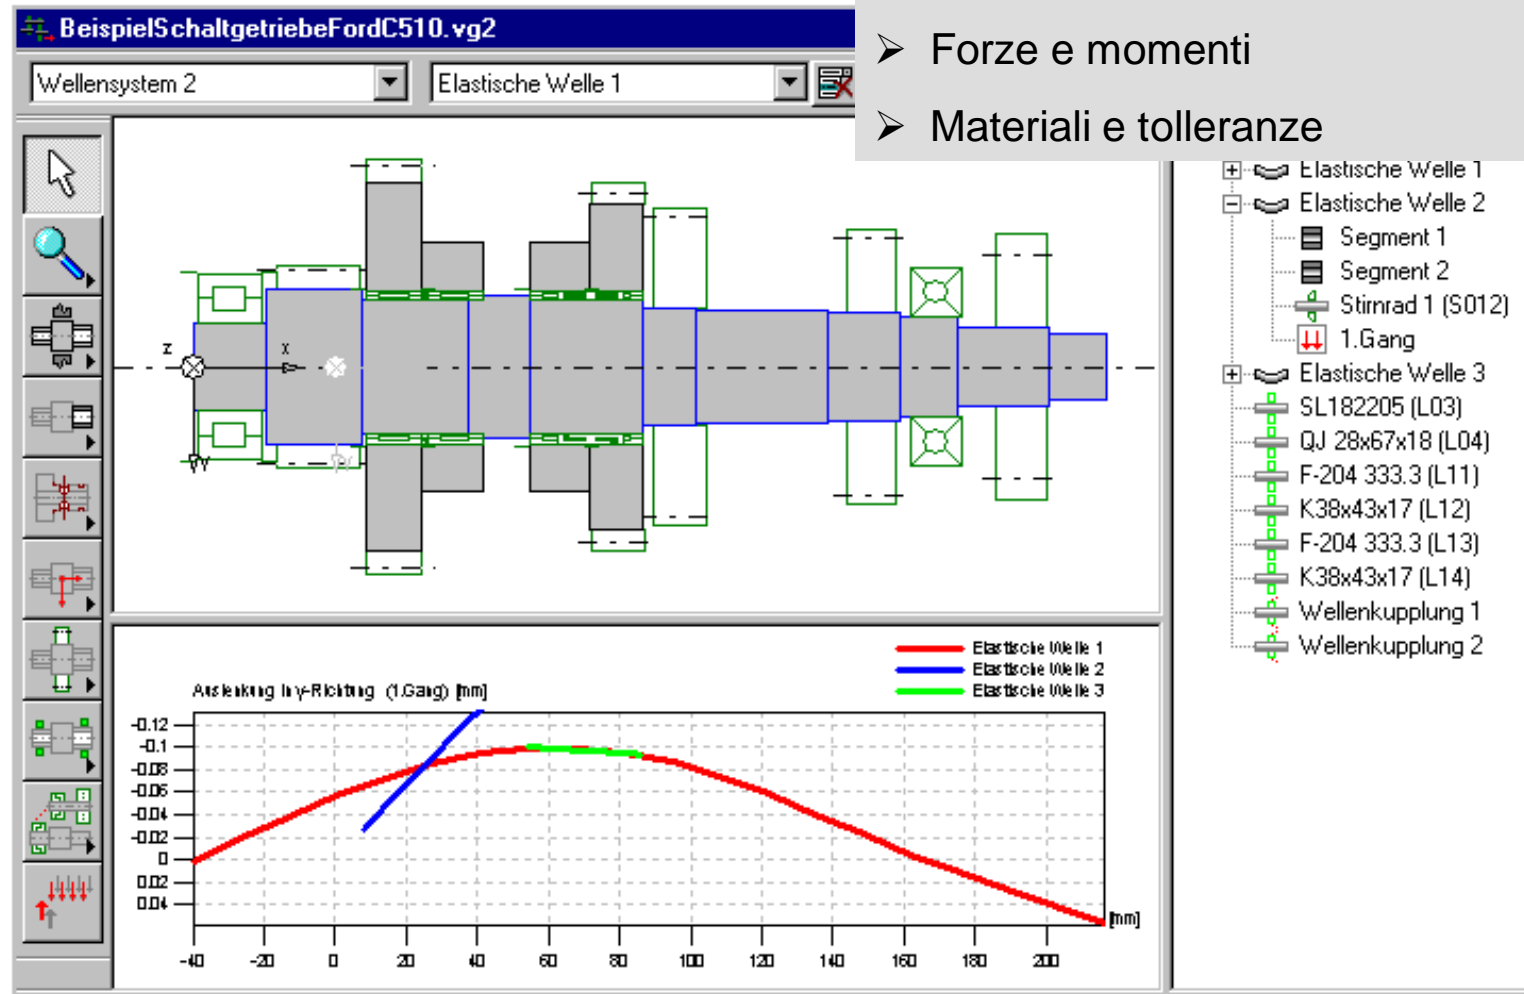 BeispielSchaltgetriebeFordC510.vg2
➢ Forze e momenti
➢ Materiali e tolleranze
Wellensystem 2
Elastische Welle 1
Elastische Welle 1
Elastische Welle 2
Segment 1
Segment 2
Stirnrad 1 (S012)
1.Gang
Elastische Welle 3
SL182205 (L03)
QJ 28x67x18 (L04)
F-204 333.3 (L11)
K38x43x17 (L12)
F-204 333.3 (L13)
K38x43x17 (L14)
Wellenkupplung 1
Wellenkupplung 2
z
x
y
y
Elastische Welle 1
Elastische Welle 2
Elastische Welle 3
Auslenkung in y-Richtung (1.Gang) [mm]
-0.12
-0.1
-0.08
-0.06
-0.04
-0.02
0
0.02
0.04
[mm]
-40 -20 0 20 40 60 80 100 120 140 160 180 200